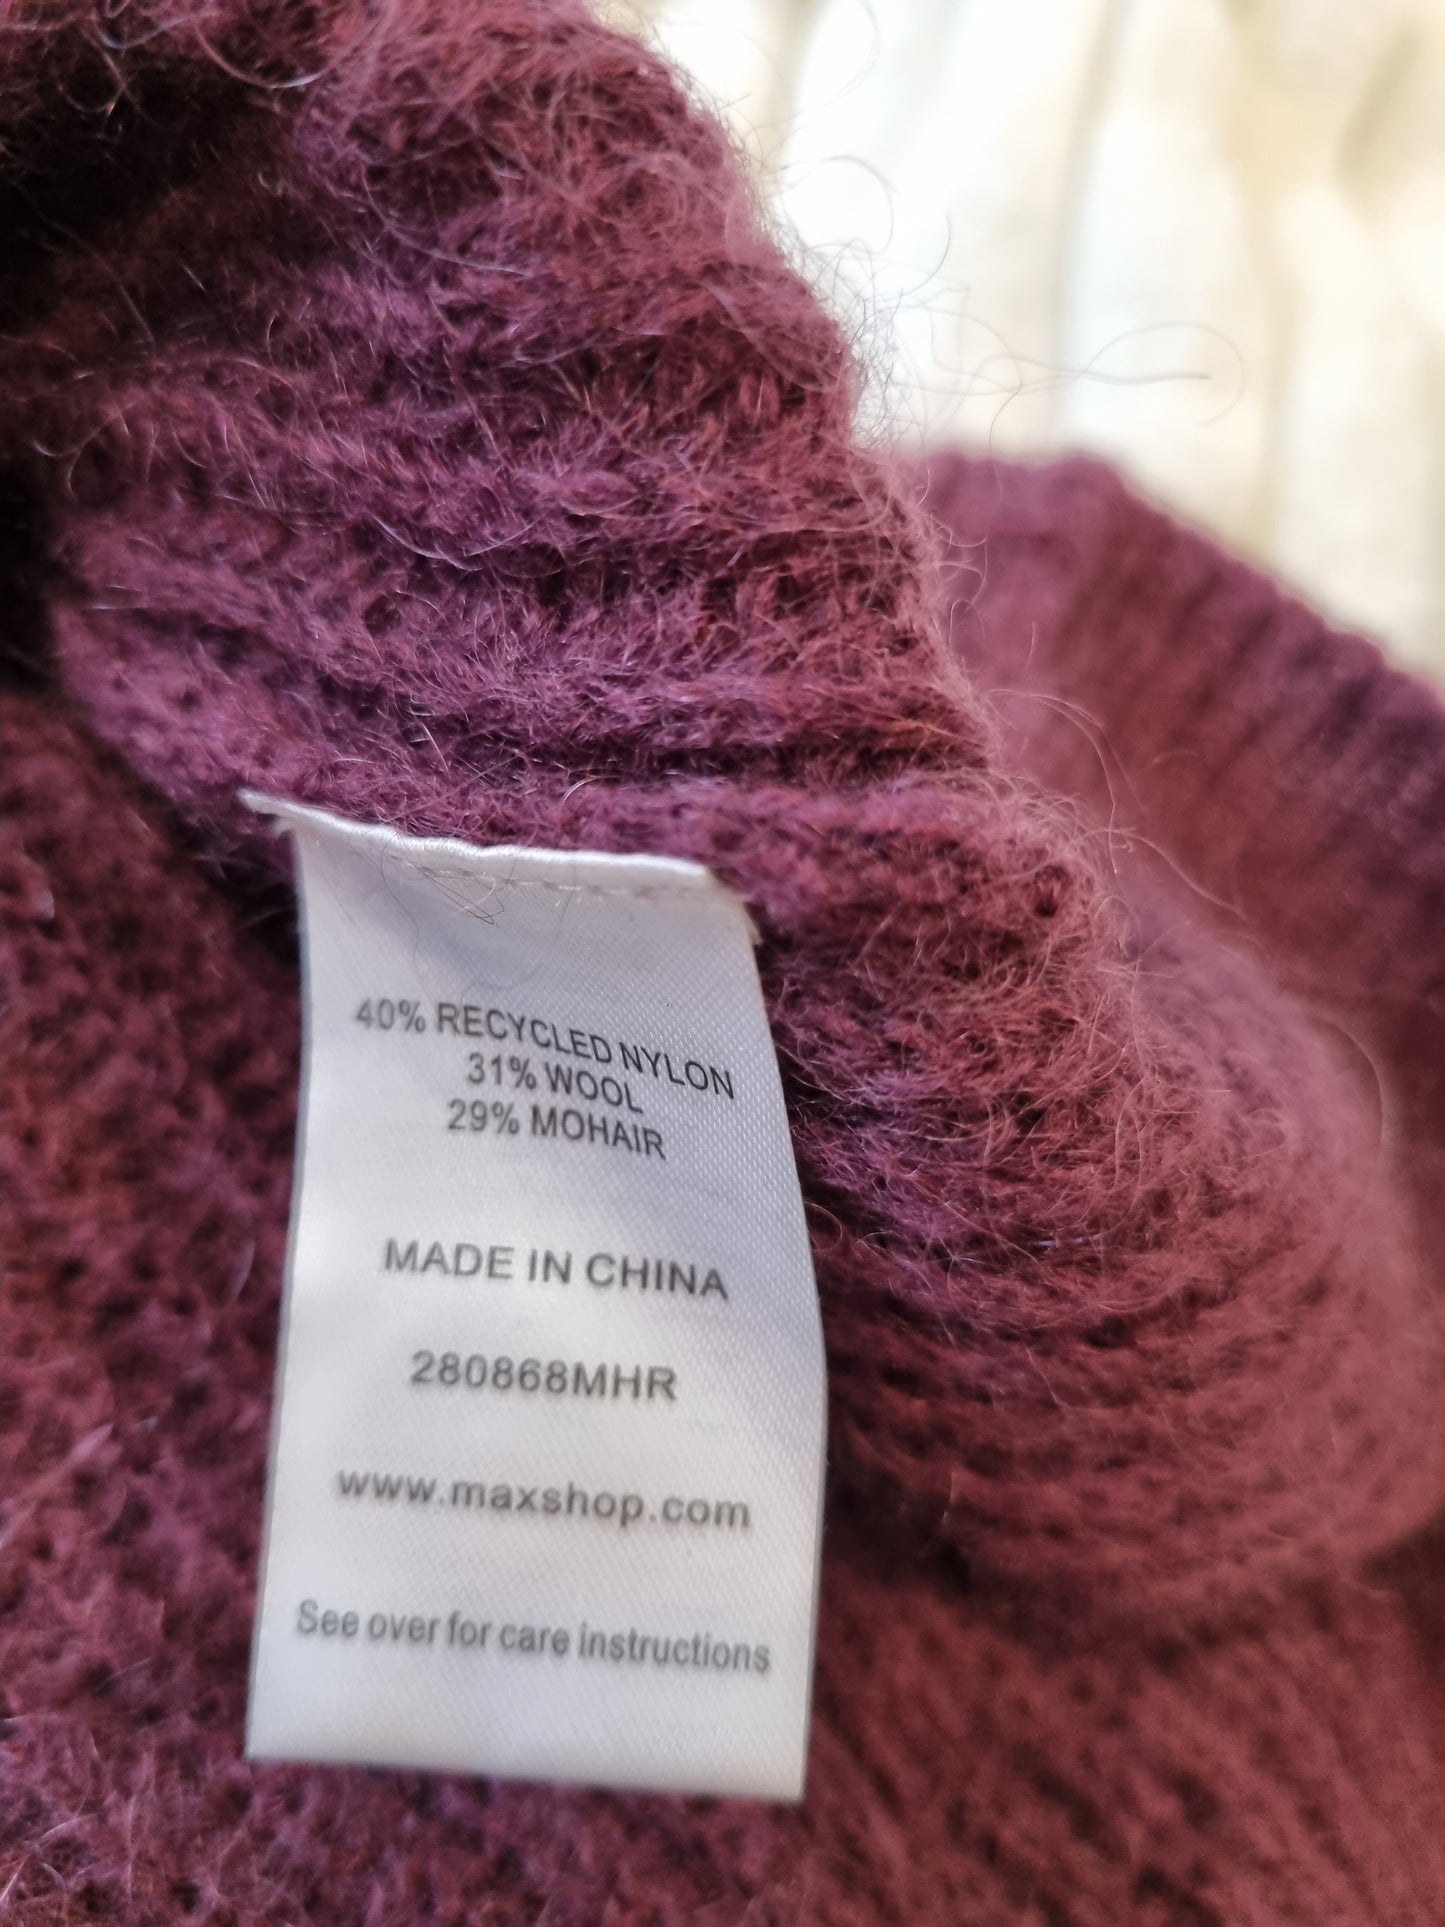 40% RECYCLED NYLON
31% WOOL
29% MOHAIR
MADE IN CHINA
280868MHR
www.maxshop.com
See over for care instructions